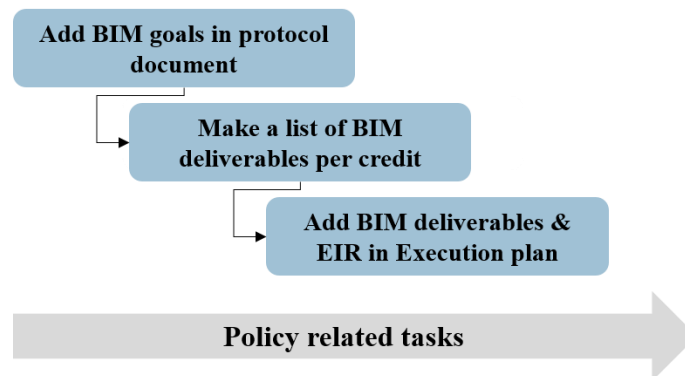 Add BIM goals in protocol
document
Make a list of BIM
deliverables per credit
Add BIM deliverables &
EIR in Execution plan
Policy related tasks